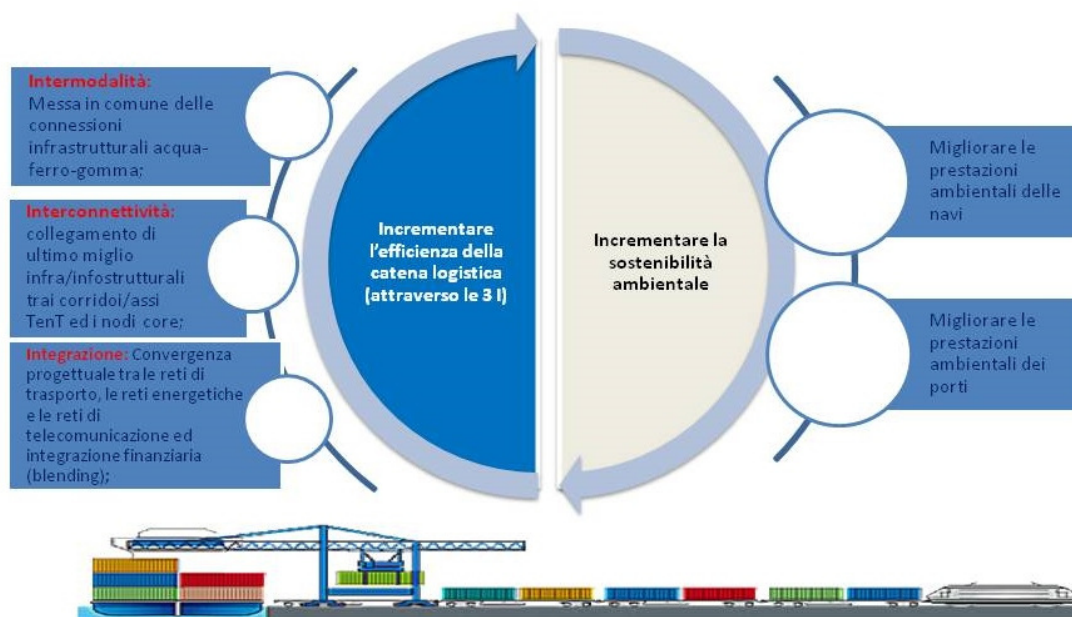 Intermodalità:
Messa in comune delle
connessioni
infrastrutturali acqua-
ferro-gomma;
Interconnettività:
collegamento di
ultimo miglio
infra/infostrutturali
trai corridoi/assi
TenT ed i nodi core;
Integrazione: Convergenza
progettuale tra le reti di
trasporto, le reti energetiche
e le reti di
telecomunicazione ed
integrazione finanziaria
(blending);
Incrementare
l'efficienza della
catena logistica
(attraverso le 3 I)
Incrementare la
sostenibilità
ambientale
Migliorare le
prestazioni
ambientali delle
navi
Migliorare le
prestazioni
ambientali dei
porti